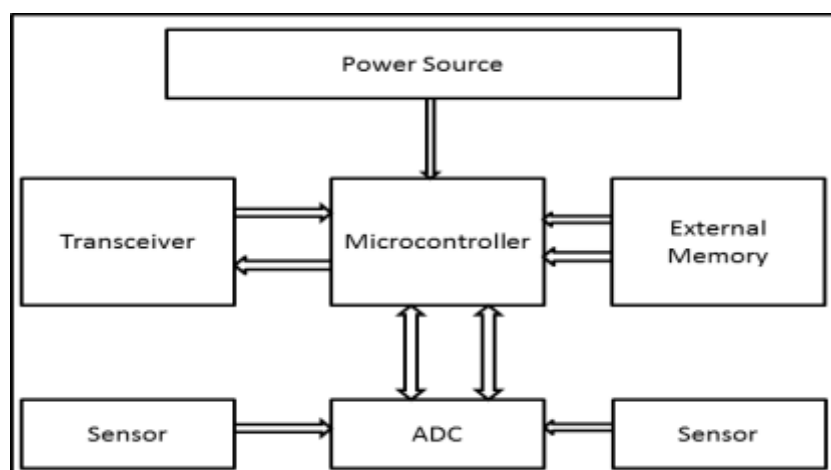 Power Source
Transceiver
Microcontroller
External
Memory
Sensor
ADC
Sensor